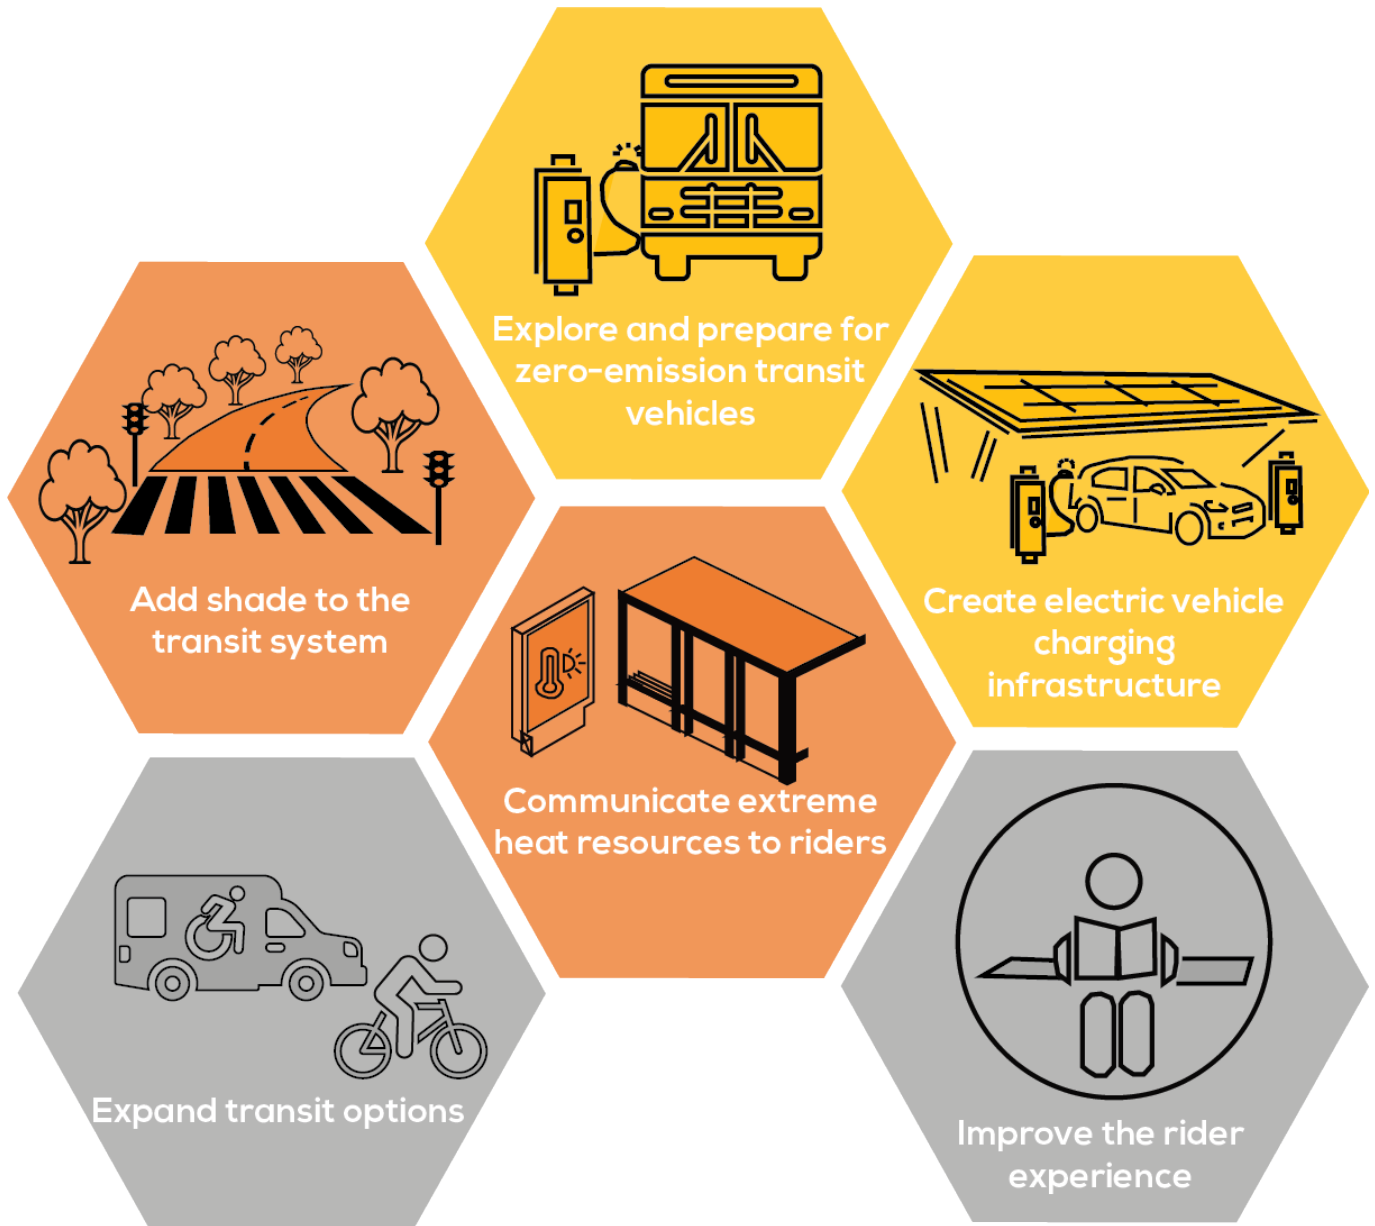 Explore and prepare for
zero-emission transit
vehicles
Add shade to the
transit system
Create electric vehicle
charging
infrastructure
Communicate extreme
heat resources to riders
Expand transit options
Improve the rider
experience